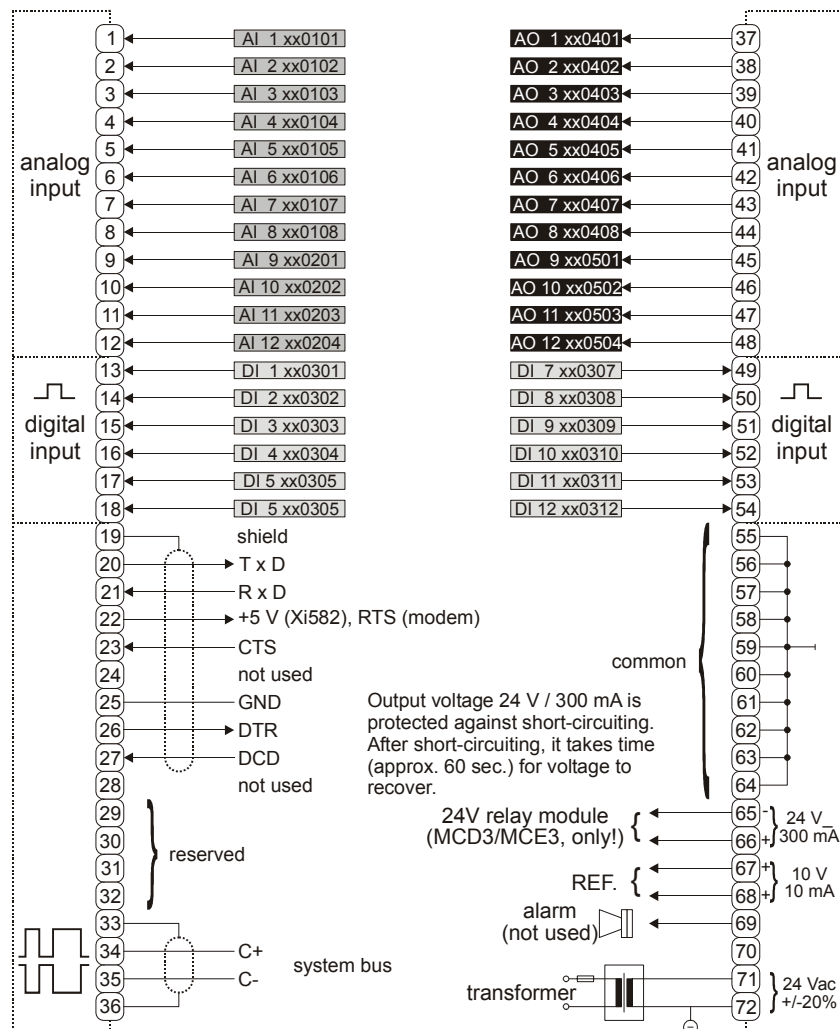 1 AI 1 xx0101 AO 1 xx0401 37
2 AI 2 xx0102 AO 2 xx0402 38
3 AI 3 xx0103 AO 3 xx0403 39
4 AI 4 xx0104 AO 4 xx0404 40
5 AI 5 xx0105 AO 5 xx0405 41
analog input
6 AI 6 xx0106 AO 6 xx0406 42
analog input
7 AI 7 xx0107 AO 7 xx0407 43
8 AI 8 xx0108 AO 8 xx0408 44
9 AI 9 xx0201 AO 9 xx0501 45
10 AI 10 xx0202 AO 10 xx0502 46
11 AI 11 xx0203 AO 11 xx0503 47
12 AI 12 xx0204 AO 12 xx0504 48
13 DI 1 xx0301 DI 7 xx0307 49
14 DI 2 xx0302 DI 8 xx0308 50
digital input
15 DI 3 xx0303 DI 9 xx0309 51
digital input
16 DI 4 xx0304 DI 10 xx0310 52
17 DI 5 xx0305 DI 11 xx0311 53
18 DI 5 xx0305 DI 12 xx0312 54
19 shield 55
20 T x D 56
21 R x D 57
22 +5 V (Xi582), RTS (modem) 58
23 CTS 59
common
24 not used 60
25 GND 61
26 DTR 62
27 DCD 63
28 not used 64
Output voltage 24 V / 300 mA is
protected against short-circuiting.
After short-circuiting, it takes time
(approx. 60 sec.) for voltage to
recover.
29
30
31
32
reserved
24V relay module
(MCD3/MCE3, only!)
65 -
66 +
24 V
300 mA
REF.
67 +
68 +
10 V
10 mA
alarm
(not used)
69
70
33
34 C+
35 C-
36
system bus
transformer
71
72
24 Vac
+/-20%